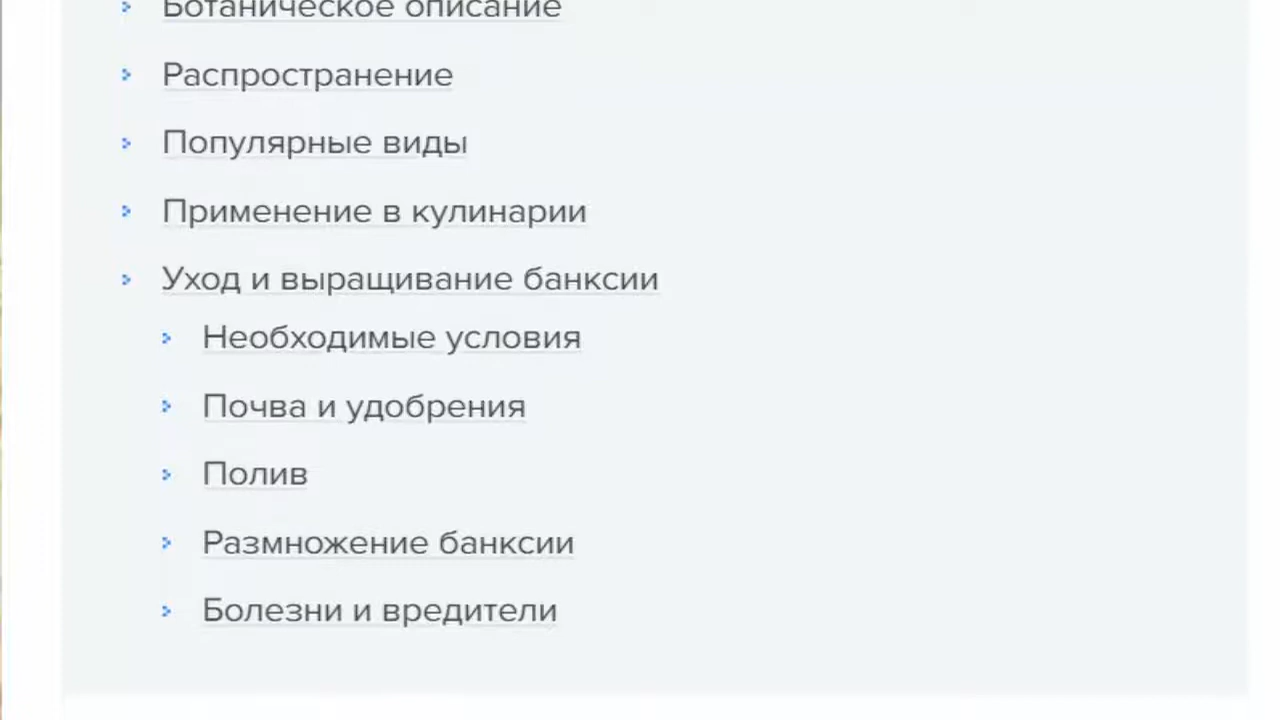 Ботаническое описание
Распространение
Популярные виды
Применение в кулинарии
Уход и выращивание банксии
Необходимые условия
Почва и удобрения
Полив
Размножение банксии
Болезни и вредители